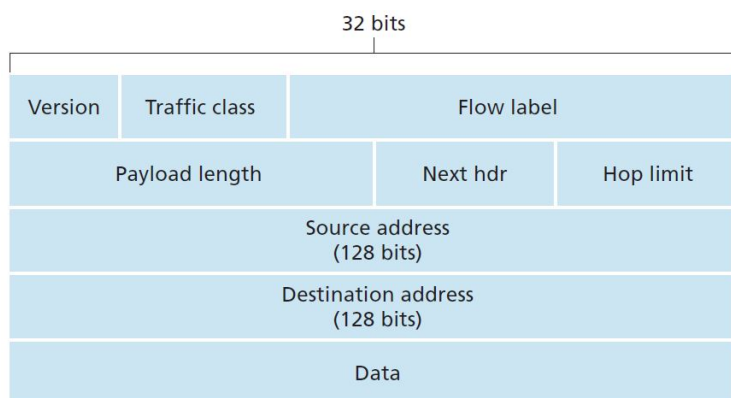 32 bits
Version Traffic class Flow label
Payload length Next hdr Hop limit
Source address
(128 bits)
Destination address
(128 bits)
Data